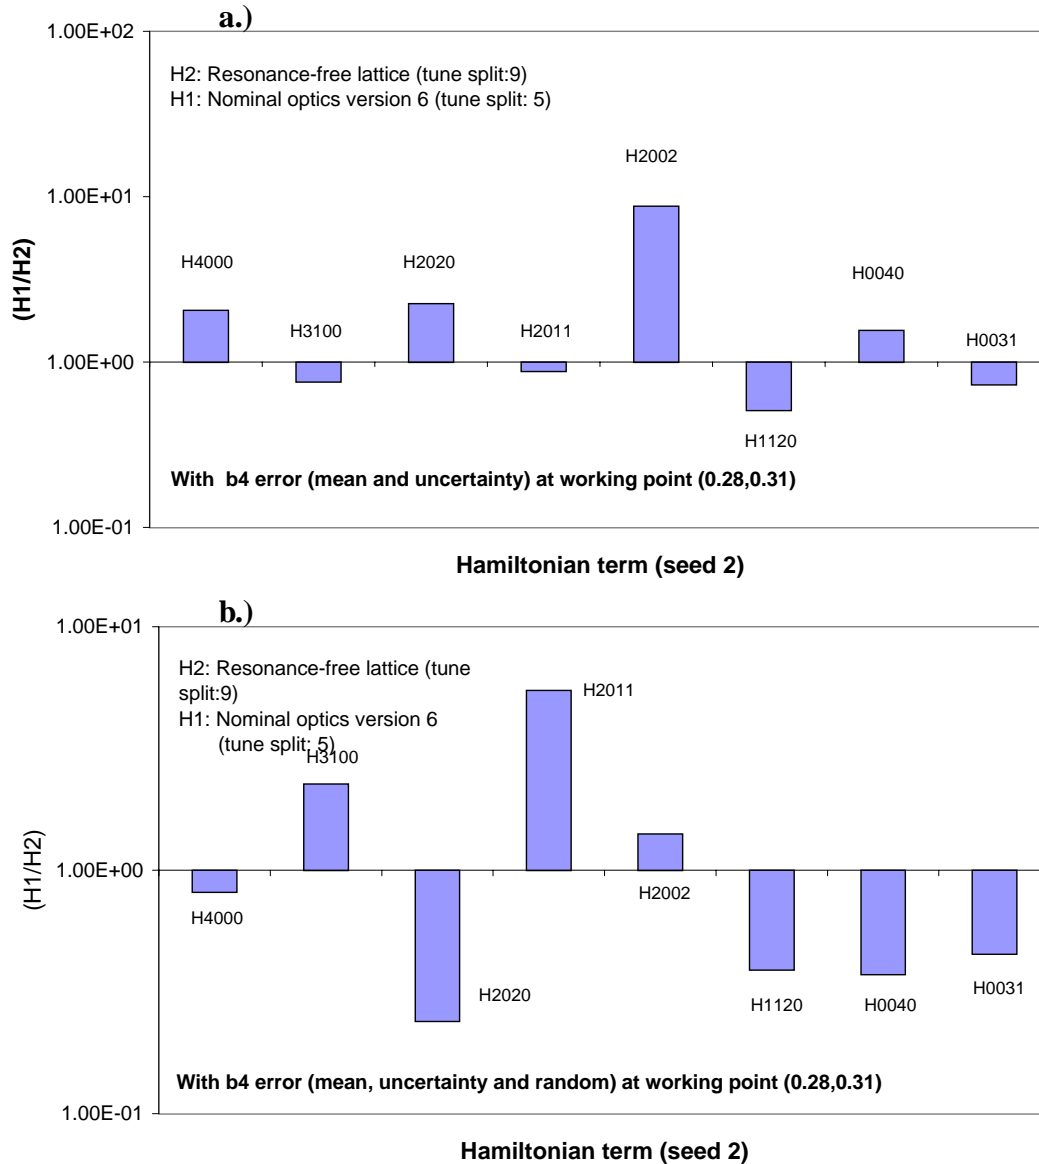 a.)
1.00E+02
H2: Resonance-free lattice (tune split:9)
H1: Nominal optics version 6 (tune split: 5)
H2002
1.00E+01
(H1/H2)
H4000
H2020
H0040
H3100
H2011
H0031
1.00E+00
H1120
With  b4 error (mean and uncertainty) at working point (0.28,0.31)
1.00E-01
Hamiltonian term (seed 2)
b.)
1.00E+01
H2: Resonance-free lattice (tune
split:9)
H1: Nominal optics version 6
(tune split: 5)
H2011
H3100
(H1/H2)
1.00E+00
H4000
H2002
H2020
H1120
H0040
H0031
With b4 error (mean, uncertainty and random) at working point (0.28,0.31)
1.00E-01
Hamiltonian term (seed 2)